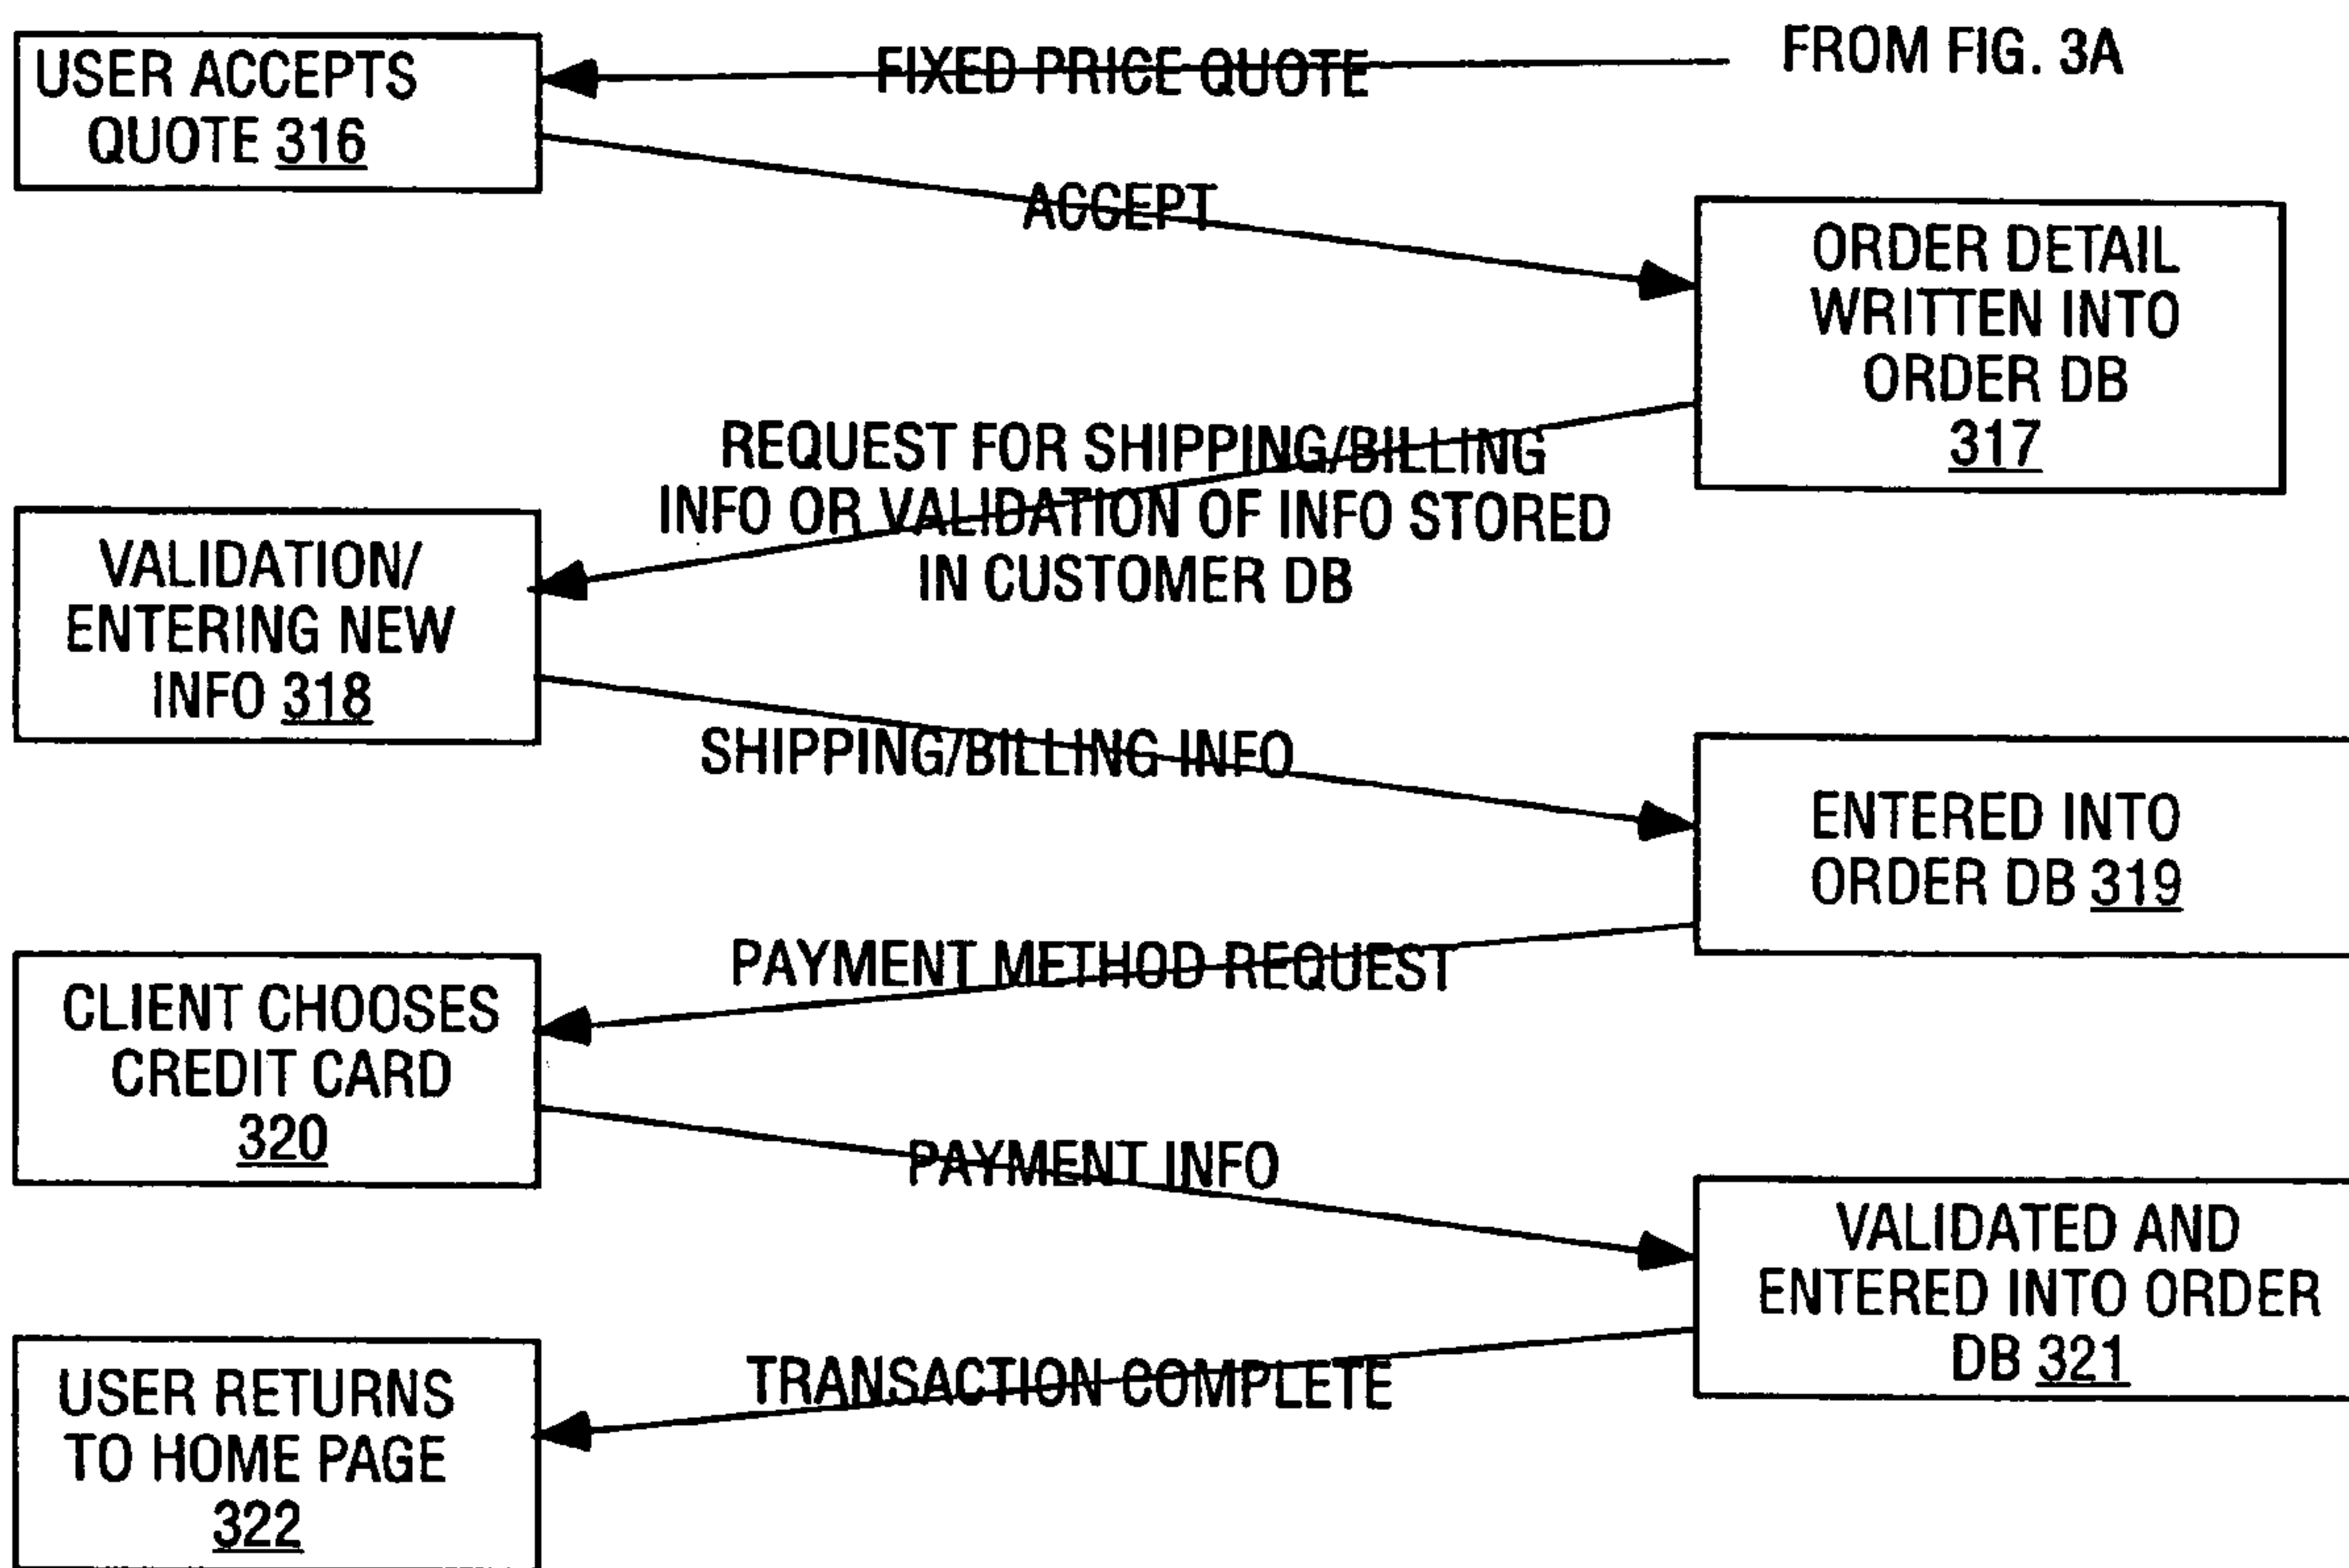 FROM FIG. 3A
FIXED PRICE QUOTE
USER ACCEPTS
QUOTE 316
ACCEPT
ORDER DETAIL
WRITTEN INTO
ORDER DB
317
REQUEST FOR SHIPPING/BILLING
INFO OR VALIDATION OF INFO STORED
IN CUSTOMER DB
VALIDATION/
ENTERING NEW
INFO 318
SHIPPING/BILLING INFO
ENTERED INTO
ORDER DB 319
PAYMENT METHOD REQUEST
CLIENT CHOOSES
CREDIT CARD
320
PAYMENT INFO
VALIDATED AND
ENTERED INTO ORDER
DB 321
TRANSACTION COMPLETE
USER RETURNS
TO HOME PAGE
322